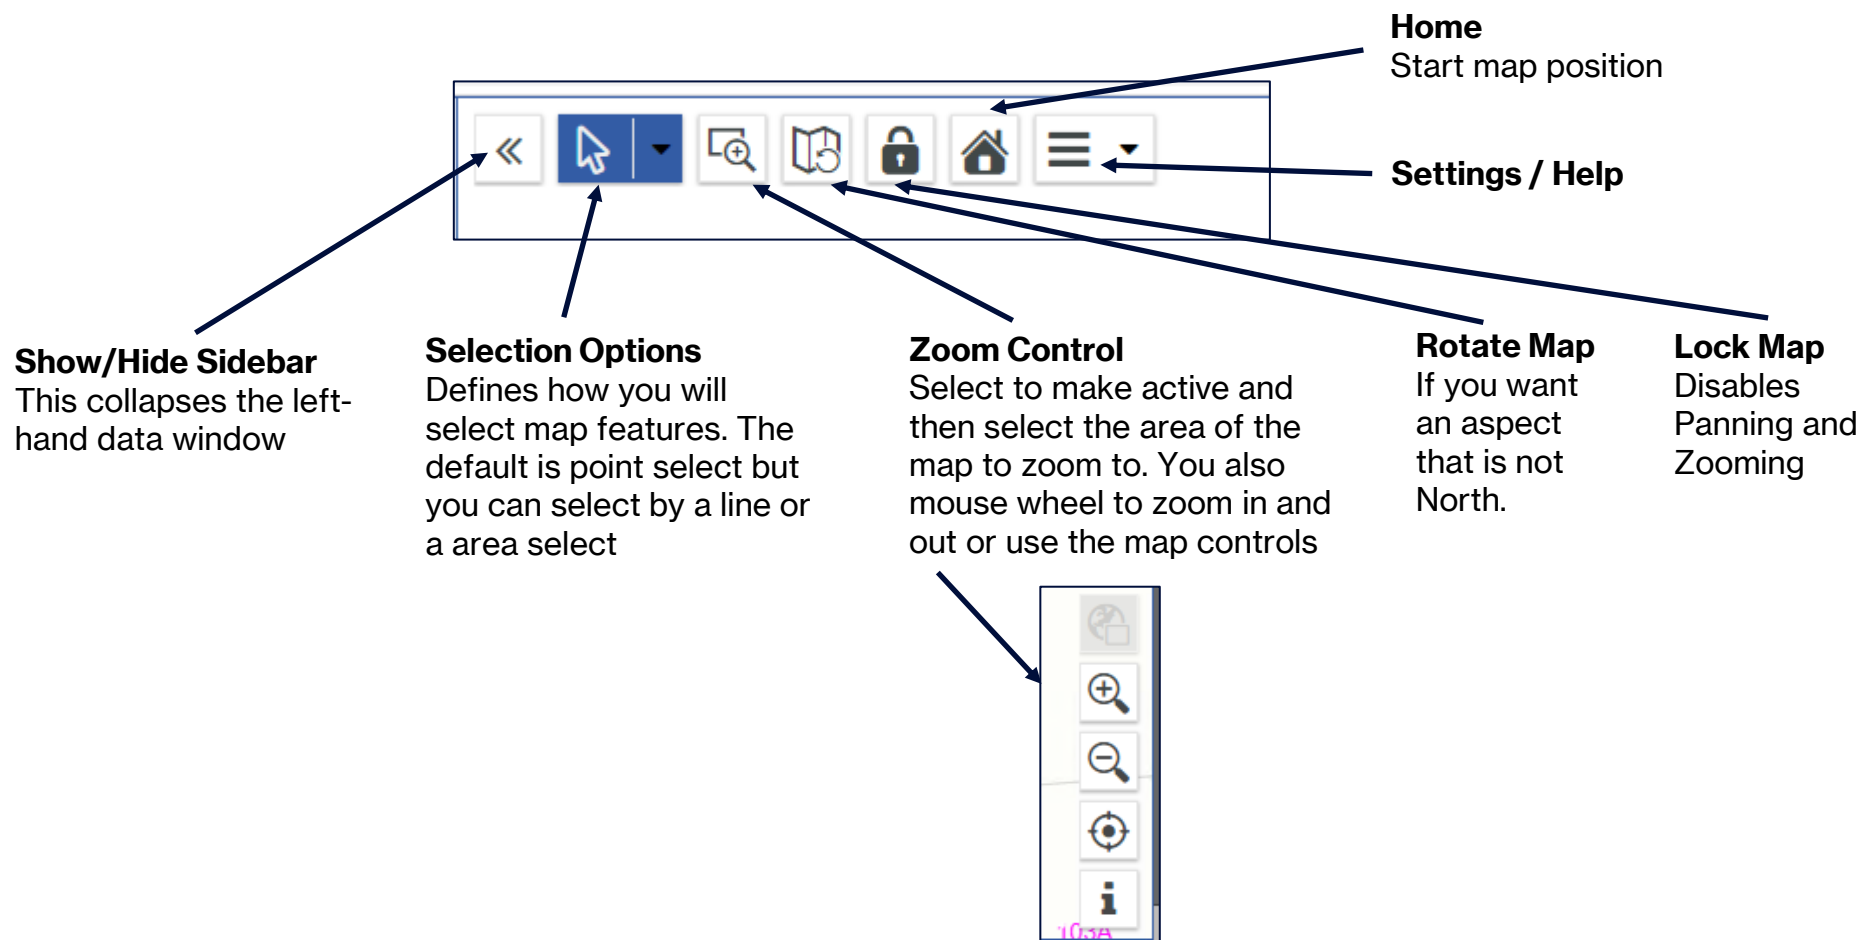 Home
Start map position
Settings / Help
Show/Hide Sidebar
This collapses the left-
hand data window
Selection Options
Defines how you will
select map features. The
default is point select but
you can select by a line or
a area select
Zoom Control
Select to make active and
then select the area of the
map to zoom to. You also
mouse wheel to zoom in and
out or use the map controls
Rotate Map
If you want
an aspect
that is not
North.
Lock Map
Disables
Panning and
Zooming
103A